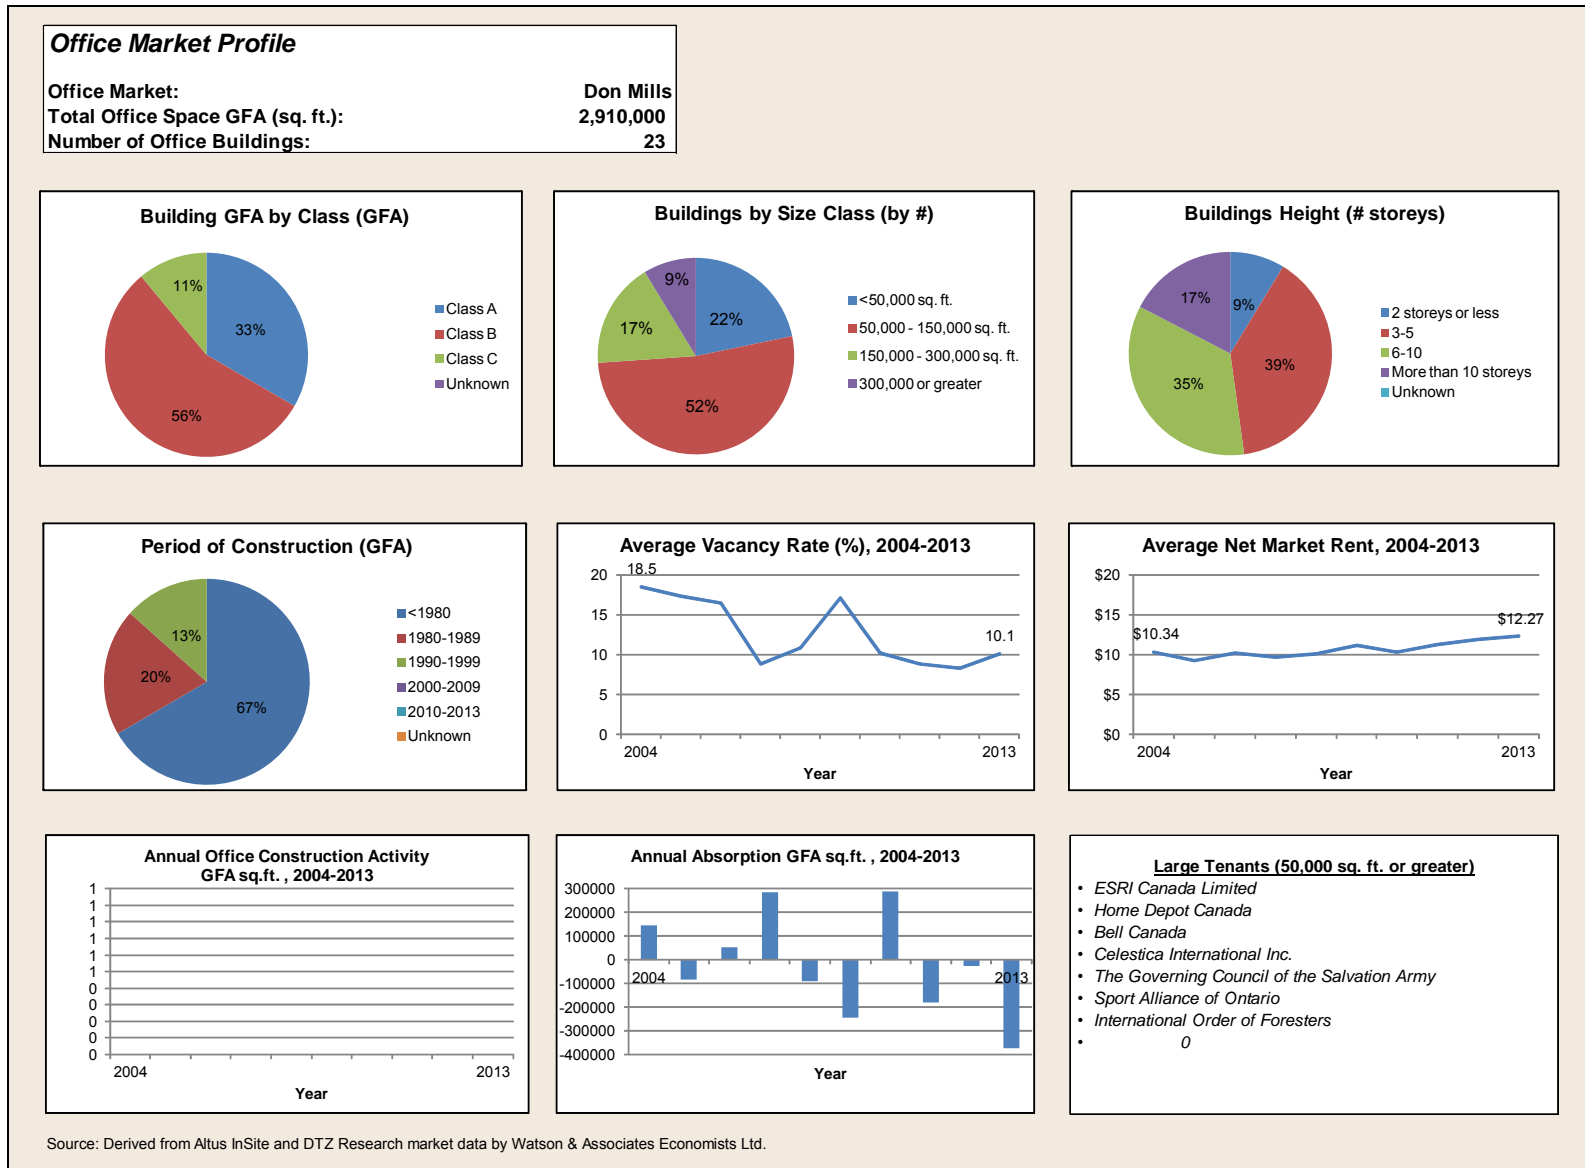 Office Market Profile
Office Market: Don Mills
Total Office Space GFA (sq. ft.): 2,910,000
Number of Office Buildings: 23
Building GFA by Class (GFA)
11%
33%
56%
Class A
Class B
Class C
Unknown
Buildings by Size Class (by #)
9%
22%
17%
52%
<50,000 sq. ft.
50,000 - 150,000 sq. ft.
150,000 - 300,000 sq. ft.
300,000 or greater
Buildings Height (# storeys)
17%
9%
39%
35%
2 storeys or less
3-5
6-10
More than 10 storeys
Unknown
Period of Construction (GFA)
13%
20%
67%
<1980
1980-1989
1990-1999
2000-2009
2010-2013
Unknown
Average Vacancy Rate (%), 2004-2013
18.5
20
15
10.1
10
5
0
2004 2013
Year
Average Net Market Rent, 2004-2013
$20
$15
$12.27
$10.34
$10
$5
$0
2004 2013
Year
Annual Office Construction Activity
GFA sq.ft. , 2004-2013
1
1
1
1
1
1
0
0
0
0
0
2004 2013
Year
Annual Absorption GFA sq.ft. , 2004-2013
300000
200000
100000
0
2004 2013
-100000
-200000
-300000
-400000
Year
Large Tenants (50,000 sq. ft. or greater)
• ESRI Canada Limited
• Home Depot Canada
• Bell Canada
• Celestica International Inc.
• The Governing Council of the Salvation Army
• Sport Alliance of Ontario
• International Order of Foresters
• 0
Source: Derived from Altus InSite and DTZ Research market data by Watson & Associates Economists Ltd.